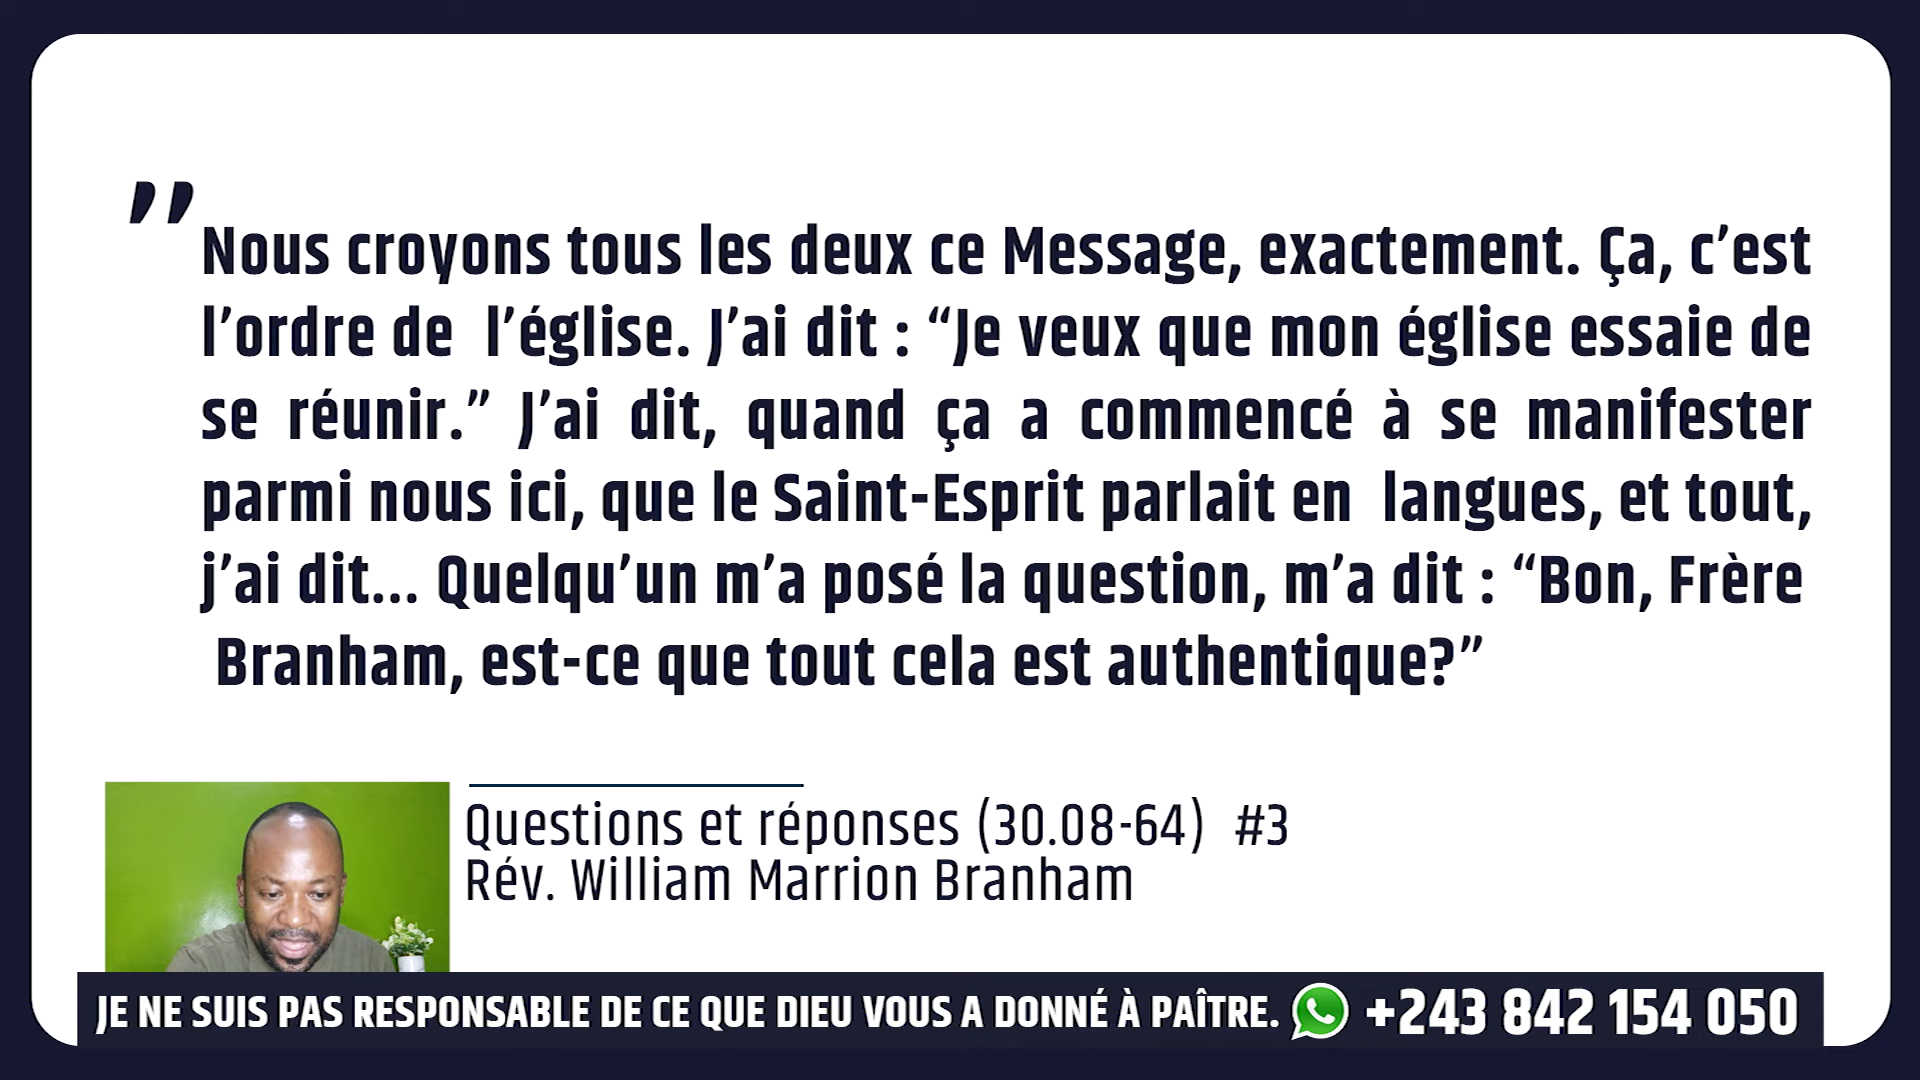 ”
Nous croyons tous les deux ce Message, exactement. Ça, c’est
l’ordre de l’église. J’ai dit : “Je veux que mon église essaie de
se réunir.” J’ai dit, quand ça a commencé à se manifester
parmi nous ici, que le Saint-Esprit parlait en langues, et tout,
j’ai dit... Quelqu’un m’a posé la question, m’a dit : “Bon, Frère
Branham, est-ce que tout cela est authentique?”
Questions et réponses (30.08-64) #3
Rév. William Marrion Branham
JE NE SUIS PAS RESPONSABLE DE CE QUE DIEU VOUS A DONNÉ À PAÎTRE. +243 842 154 050